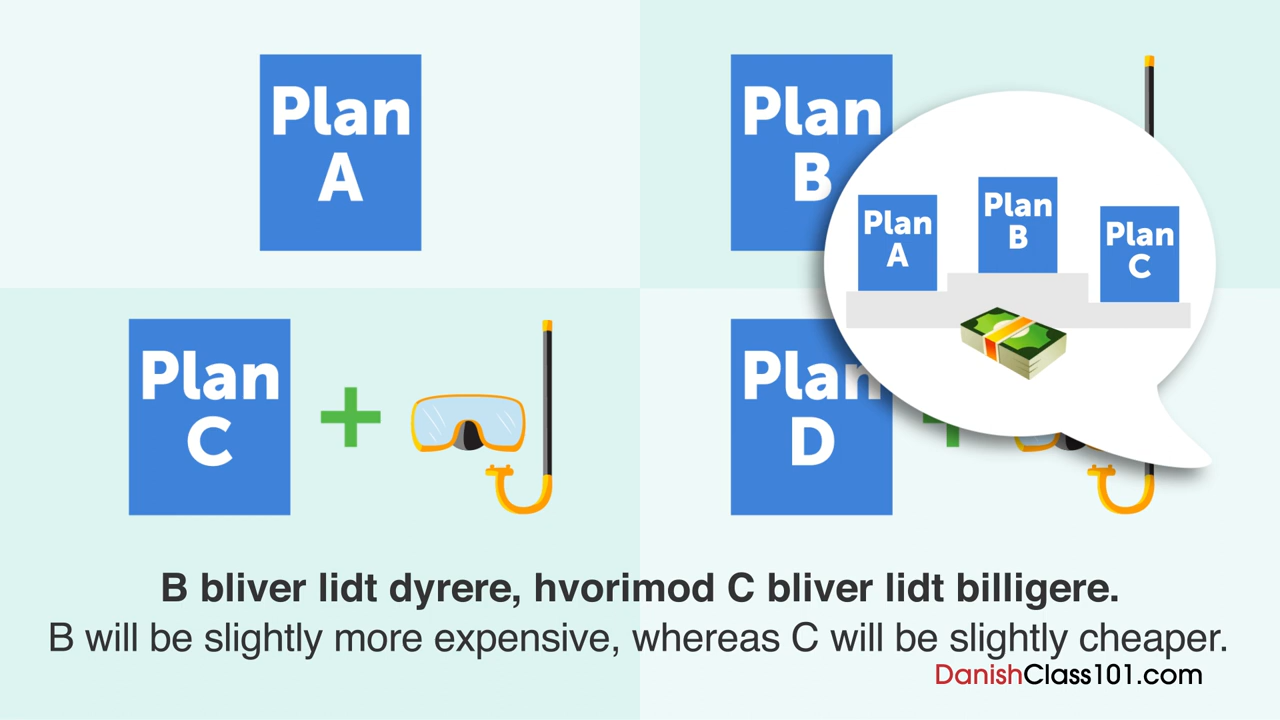 Plan
A
Plan
B
Plan
A
Plan
B
Plan
C
Plan
C
Plan
D
B bliver lidt dyrere, hvorimod C bliver lidt billigere.
B will be slightly more expensive, whereas C will be slightly cheaper.
DanishClass101.com